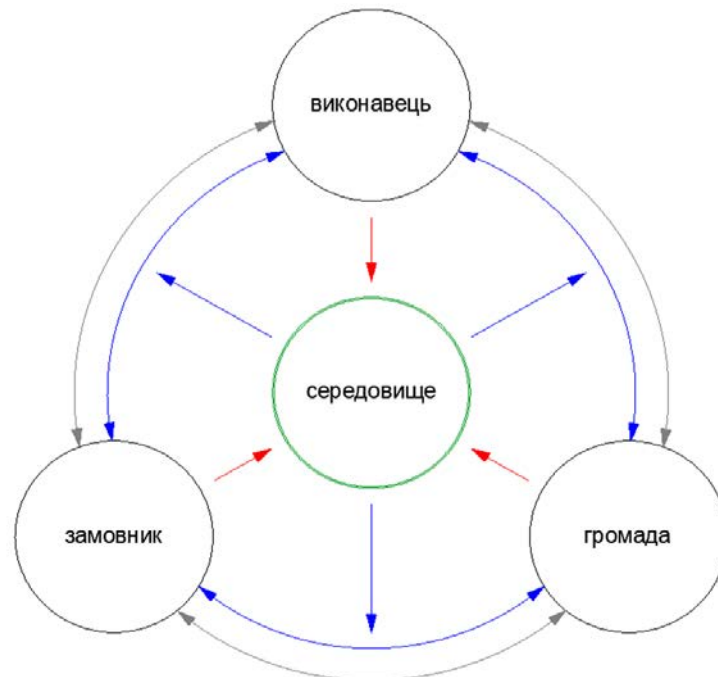 виконавець
середовище
замовник
громада